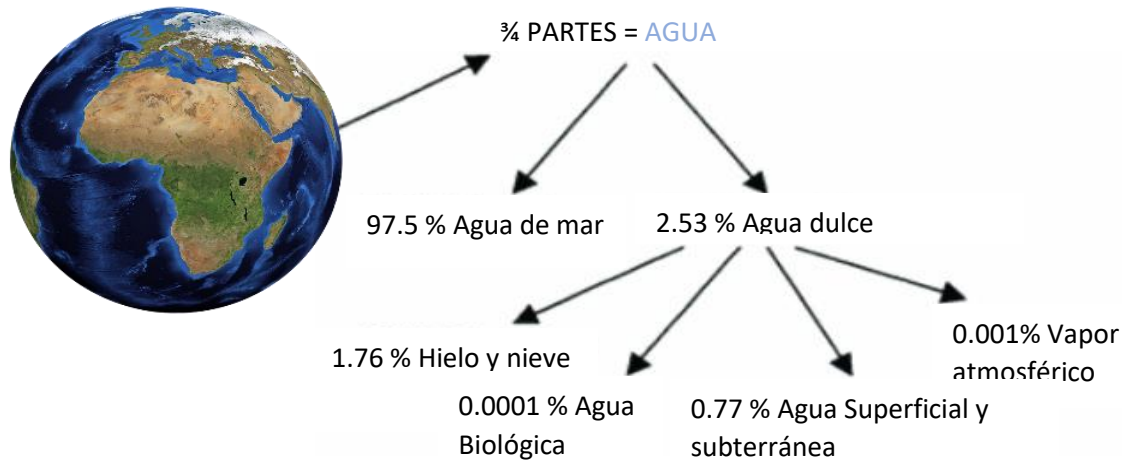 ¾ PARTES = AGUA
97.5 % Agua de mar
2.53 % Agua dulce
1.76 % Hielo y nieve
0.0001 % Agua
Biológica
0.77 % Agua Superficial y
subterránea
0.001% Vapor
atmosférico